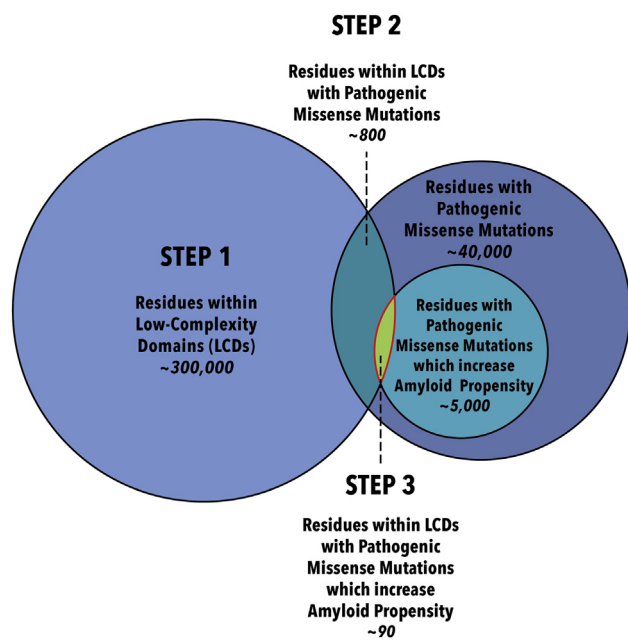 STEP 2
Residues within LCDs
with Pathogenic
Missense Mutations
~800
STEP 1
Residues within
Low-Complexity
Domains (LCDs)
~300,000
Residues with
Pathogenic
Missense Mutations
~40,000
Residues with
Pathogenic
Missense Mutations
which increase
Amyloid Propensity
~5,000
STEP 3
Residues within LCDs
with Pathogenic
Missense Mutations
which increase
Amyloid Propensity
~90